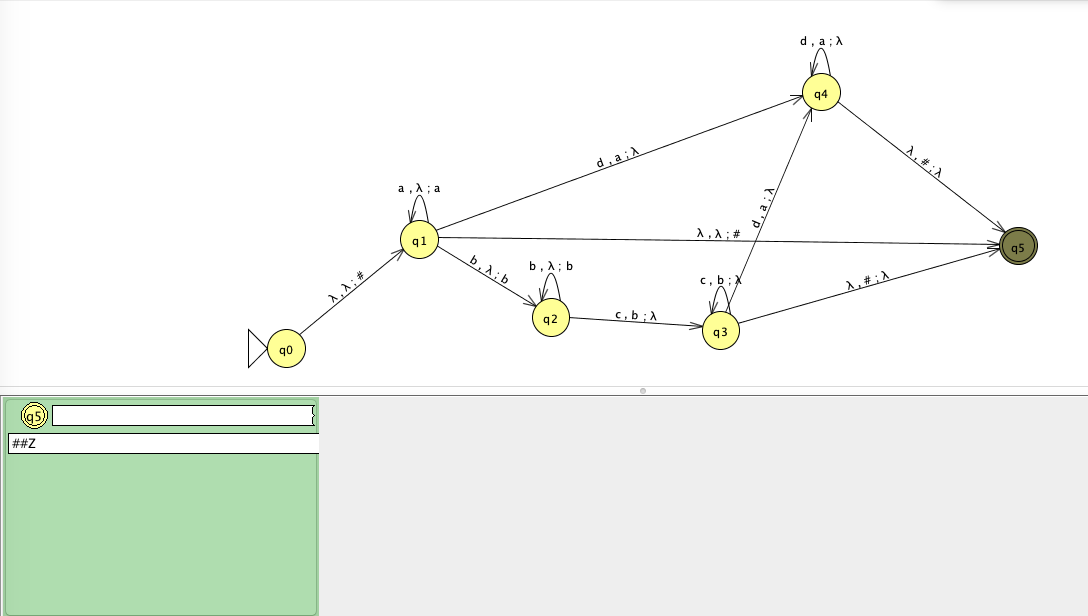 d , a ; λ
q4
d , a ; λ
λ , # ; λ
a , λ ; a
d , a ; λ
q1
λ , λ ; #
q5
b , λ ; b
b , λ ; b
λ , λ ; #
c , b ; λ
λ , # ; λ
q2
c , b ; λ
q3
q0
q5
##Z